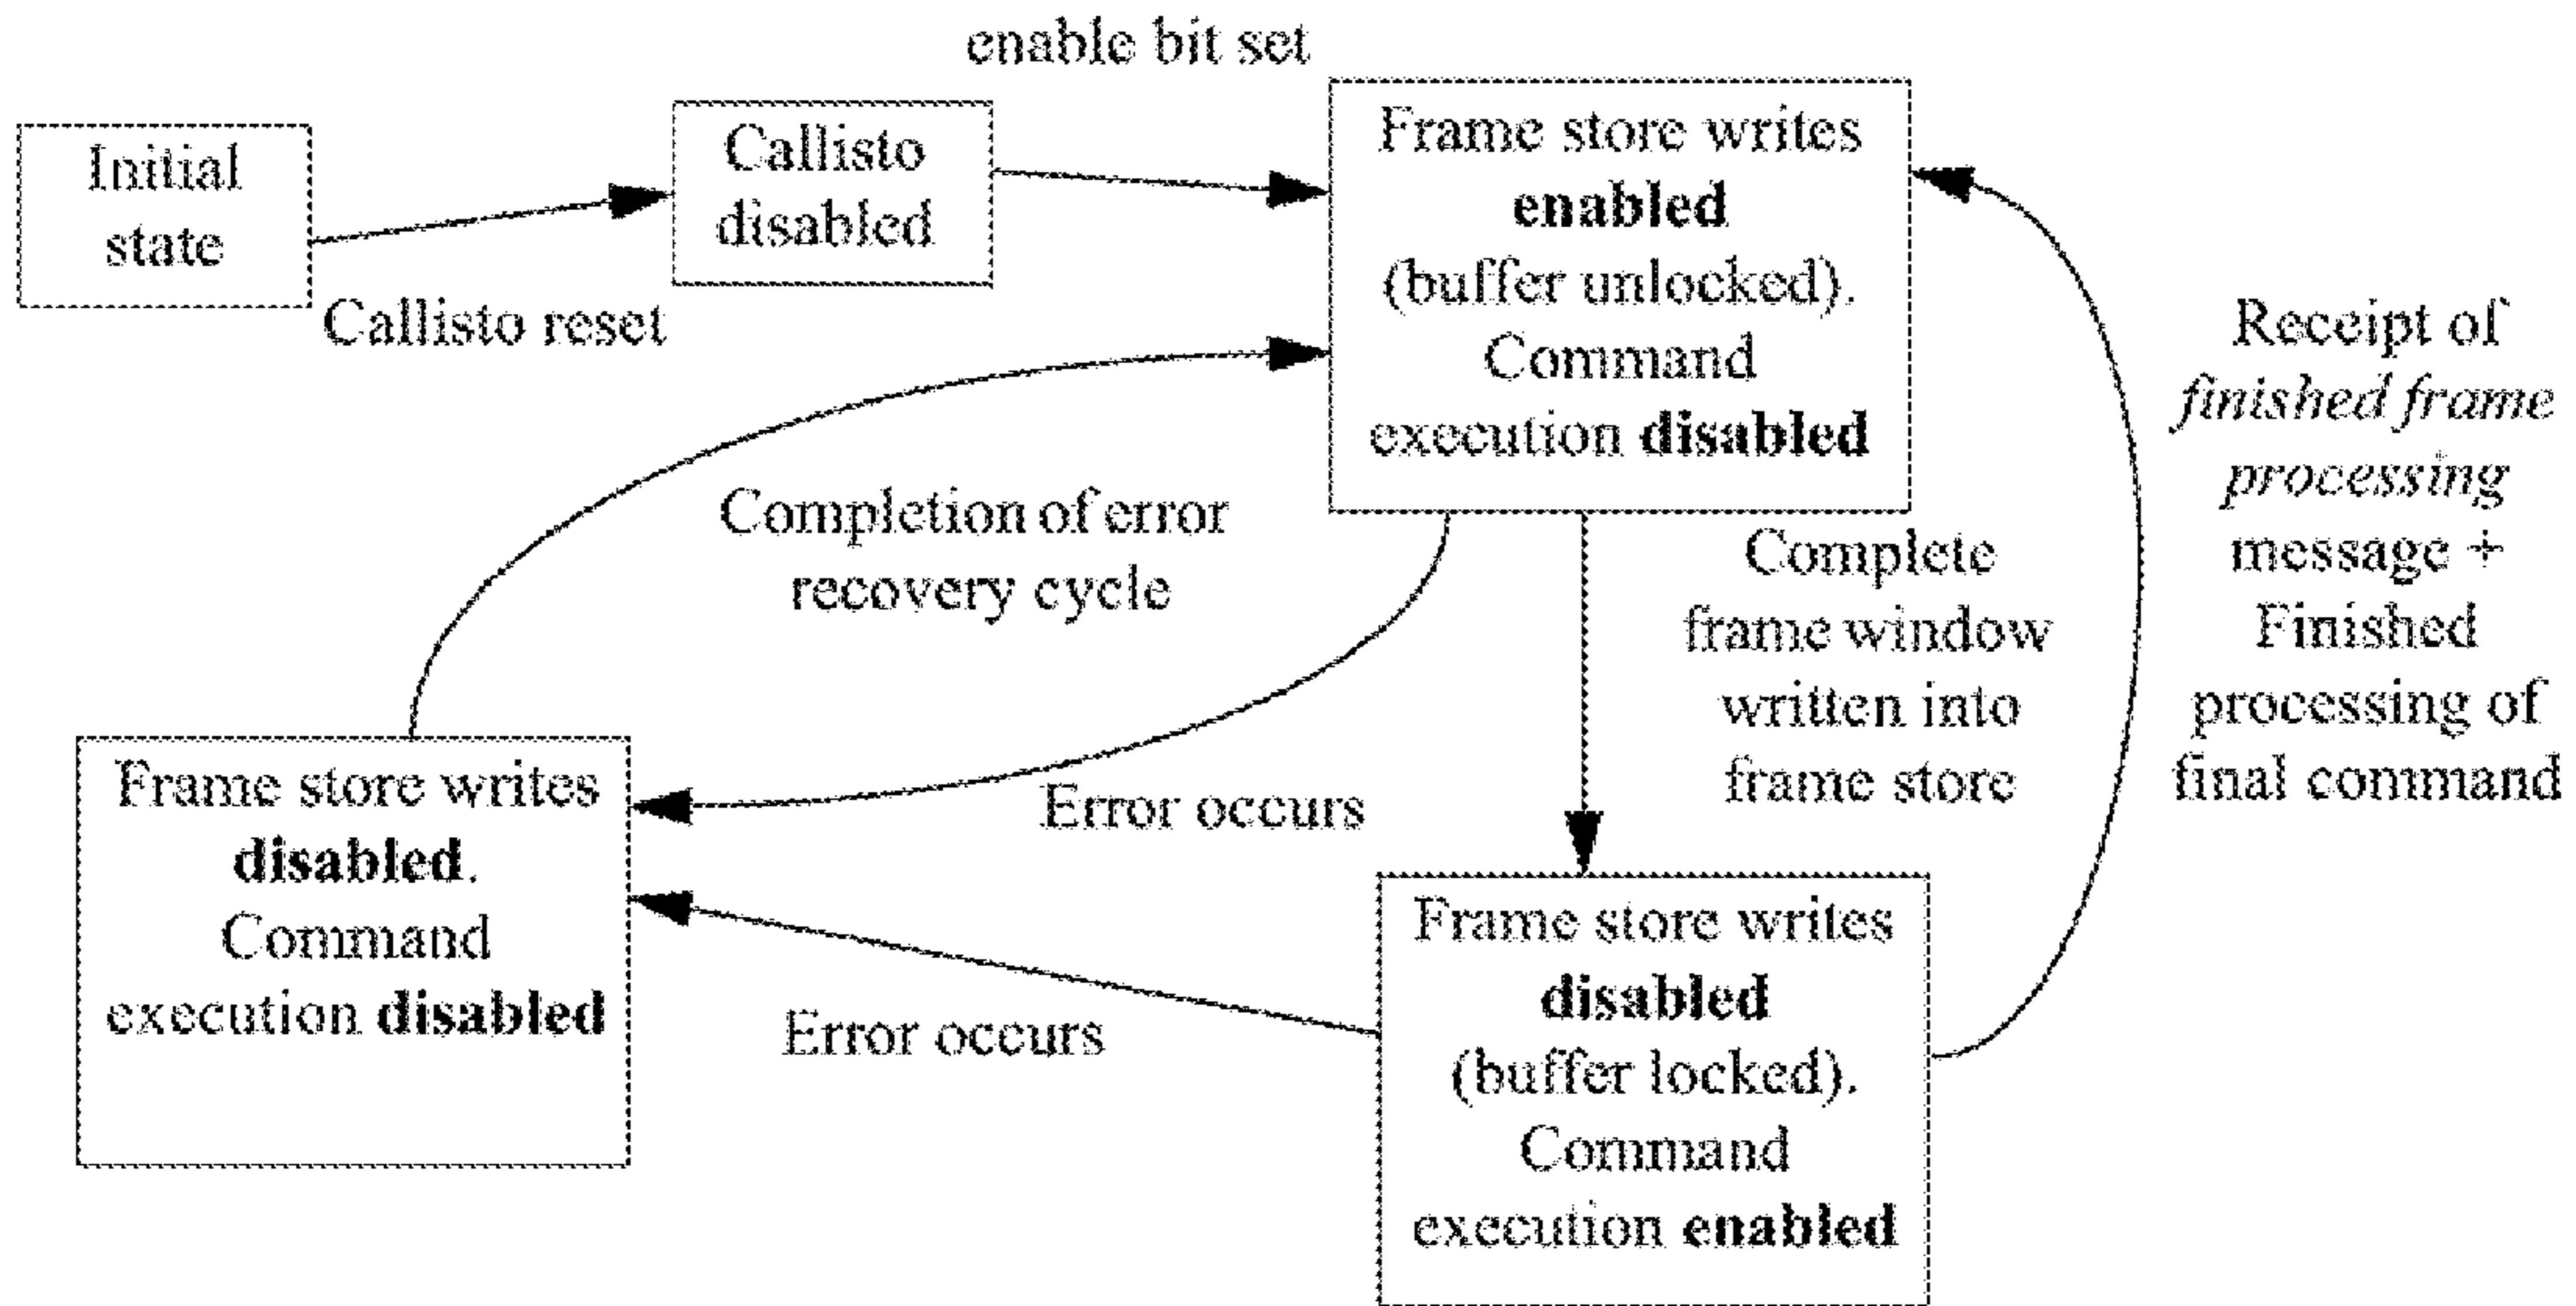 enable bit set
Initial
state
Callisto reset
Callisto
disabled
Frame store writes
enabled
(buffer unlocked).
Command
execution disabled
Receipt of
finished frame
processing
message +
Finished
processing of
final command
Completion of error
recovery cycle
Complete
frame window
written into
frame store
Error occurs
Frame store writes
disabled.
Command
execution disabled
Error occurs
Frame store writes
disabled
(buffer locked).
Command
execution enabled